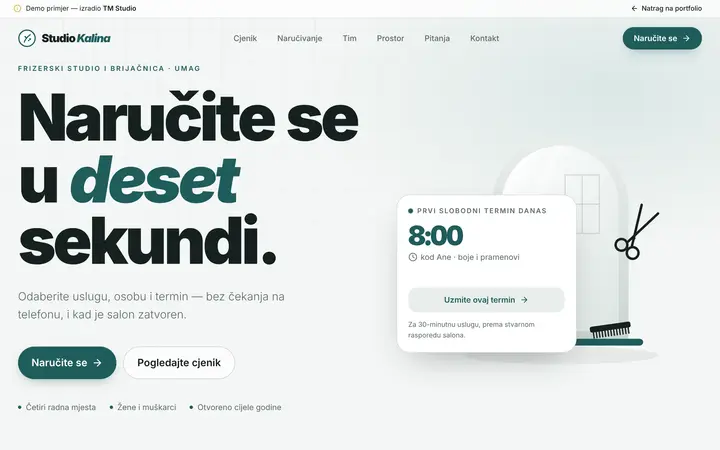 Demo primjer — izradio TM Studio
Natrag na portfolio
Studio Kalina
Cjenik
Naručivanje
Tim
Prostor
Pitanja
Kontakt
Naručite se
FRIZERSKI STUDIO I BRIJAČNICA · UMAG
Naručite se
u deset
sekundi.
Odaberite uslugu, osobu i termin — bez čekanja na
telefonu, i kad je salon zatvoren.
Naručite se
Pogledajte cjenik
Četiri radna mjesta
Žene i muškarci
Otvoreno cijele godine
PRVI SLOBODNI TERMIN DANAS
8:00
kod Ane · boje i pramenovi
Uzmite ovaj termin
Za 30-minutnu uslugu, prema stvarnom
rasporedu salona.